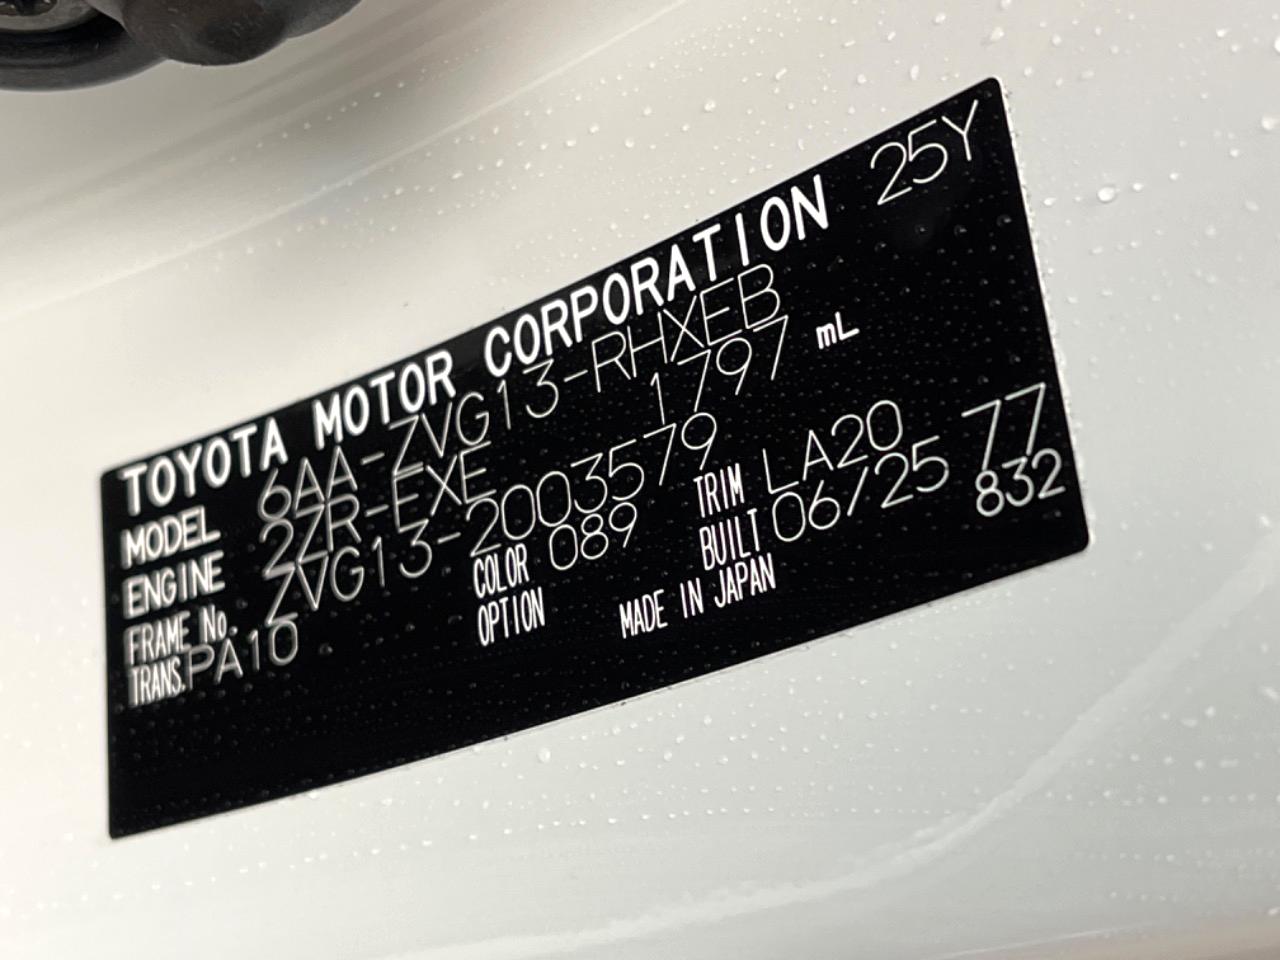 TOYOTA MOTOR CORPORATION 25Y
MODEL 6AA-ZVG13-RHXEB
ENGINE 2ZR-EXE 1797 mL
FRAME No. ZVG13-2003579
COLOR 089 TRIM LA20 77
TRANS. PA10 OPTION BUILT 06/25 832
MADE IN JAPAN